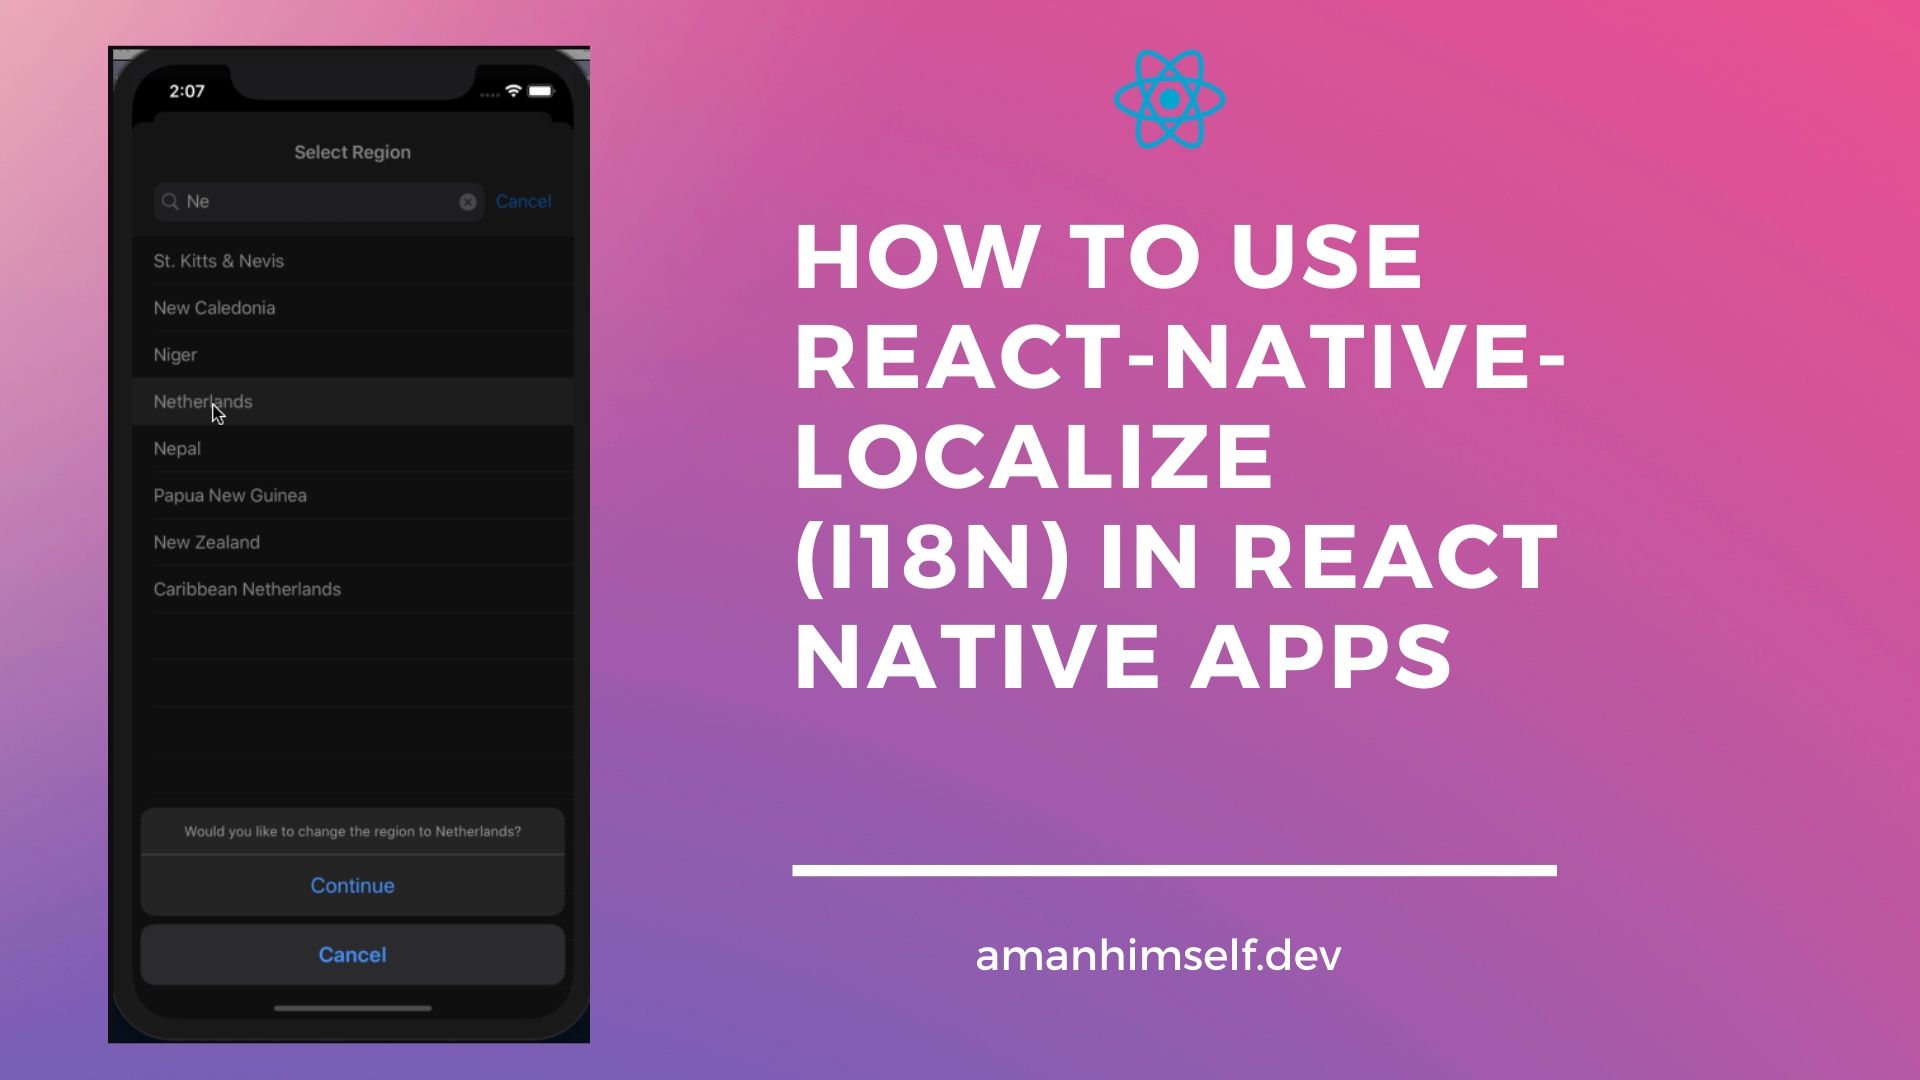 2:07
Select Region
Ne
Cancel
St. Kitts & Nevis
New Caledonia
Niger
Netherlands
Nepal
Papua New Guinea
New Zealand
Caribbean Netherlands
Would you like to change the region to Netherlands?
Continue
Cancel
HOW TO USE
REACT-NATIVE-
LOCALIZE
(I18N) IN REACT
NATIVE APPS
amanhimself.dev